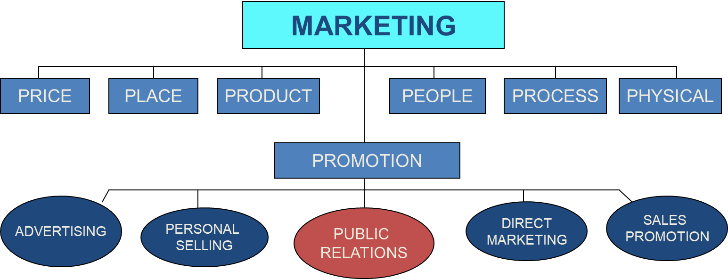 MARKETING
PRICE
PLACE
PRODUCT
PEOPLE
PROCESS
PHYSICAL
PROMOTION
ADVERTISING
PERSONAL
SELLING
PUBLIC
RELATIONS
DIRECT
MARKETING
SALES
PROMOTION